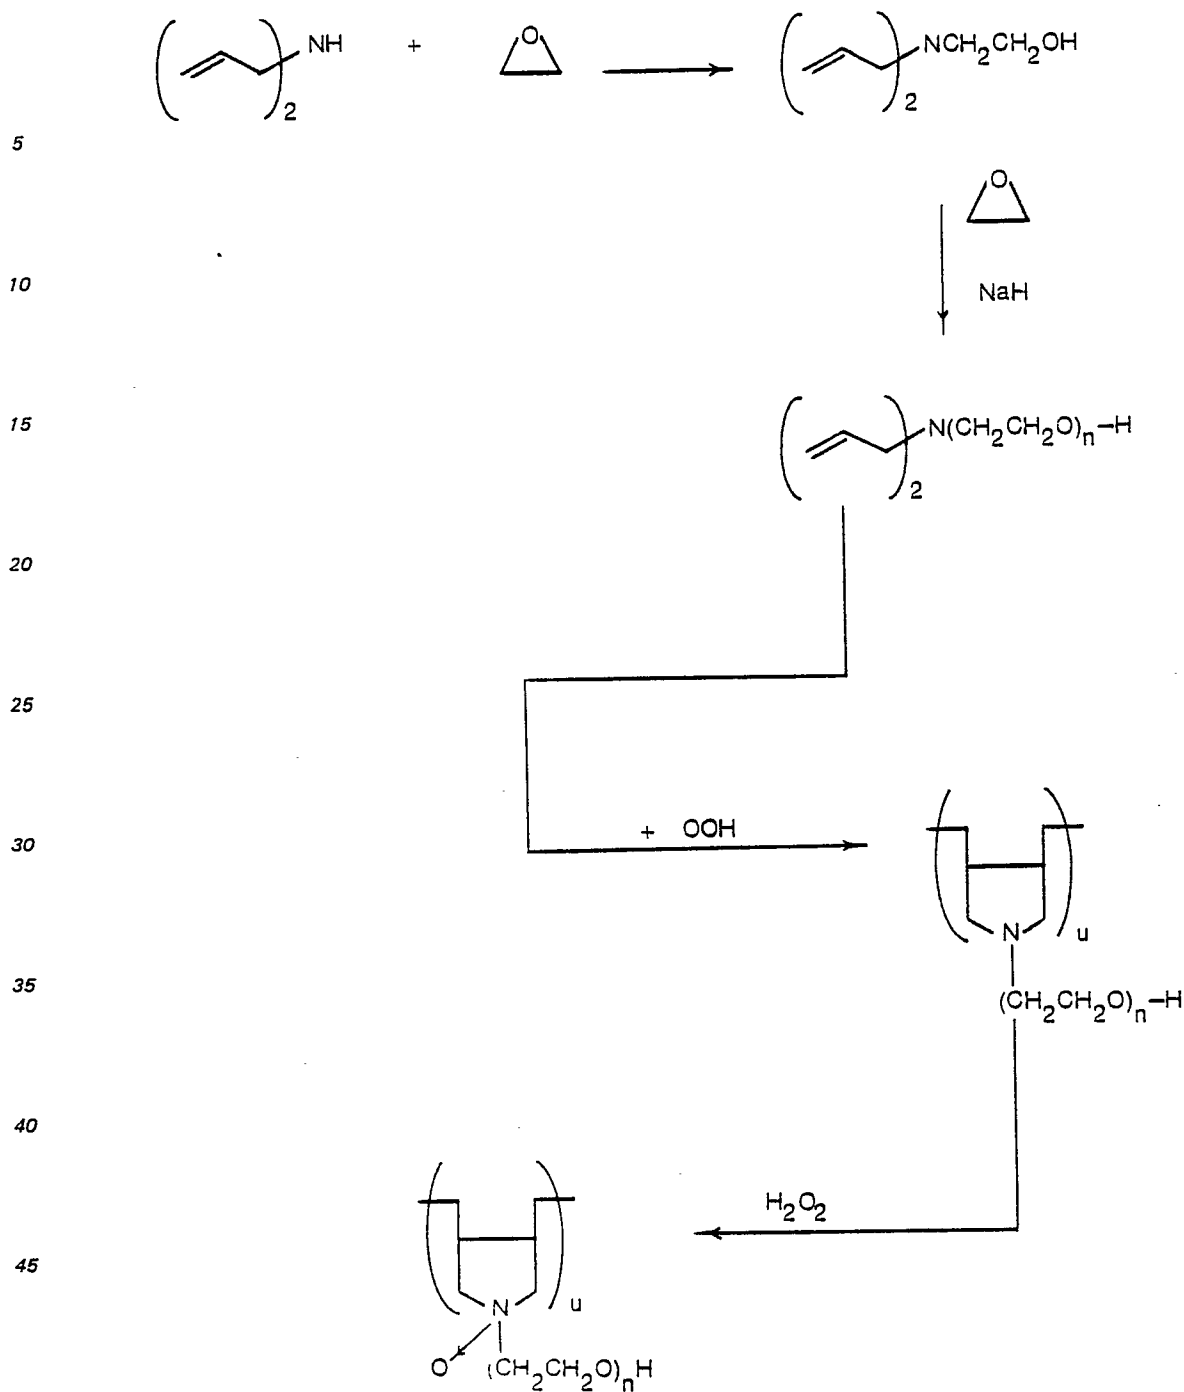 NH + O NCH2CH2OH
2 2
5
O
10
NaH
15
N(CH2CH2O)n-H
2
20
25
30
+ OOH
N
u
35
(CH2CH2O)n-H
40
H2O2
45
N
u
O (CH2CH2O)nH